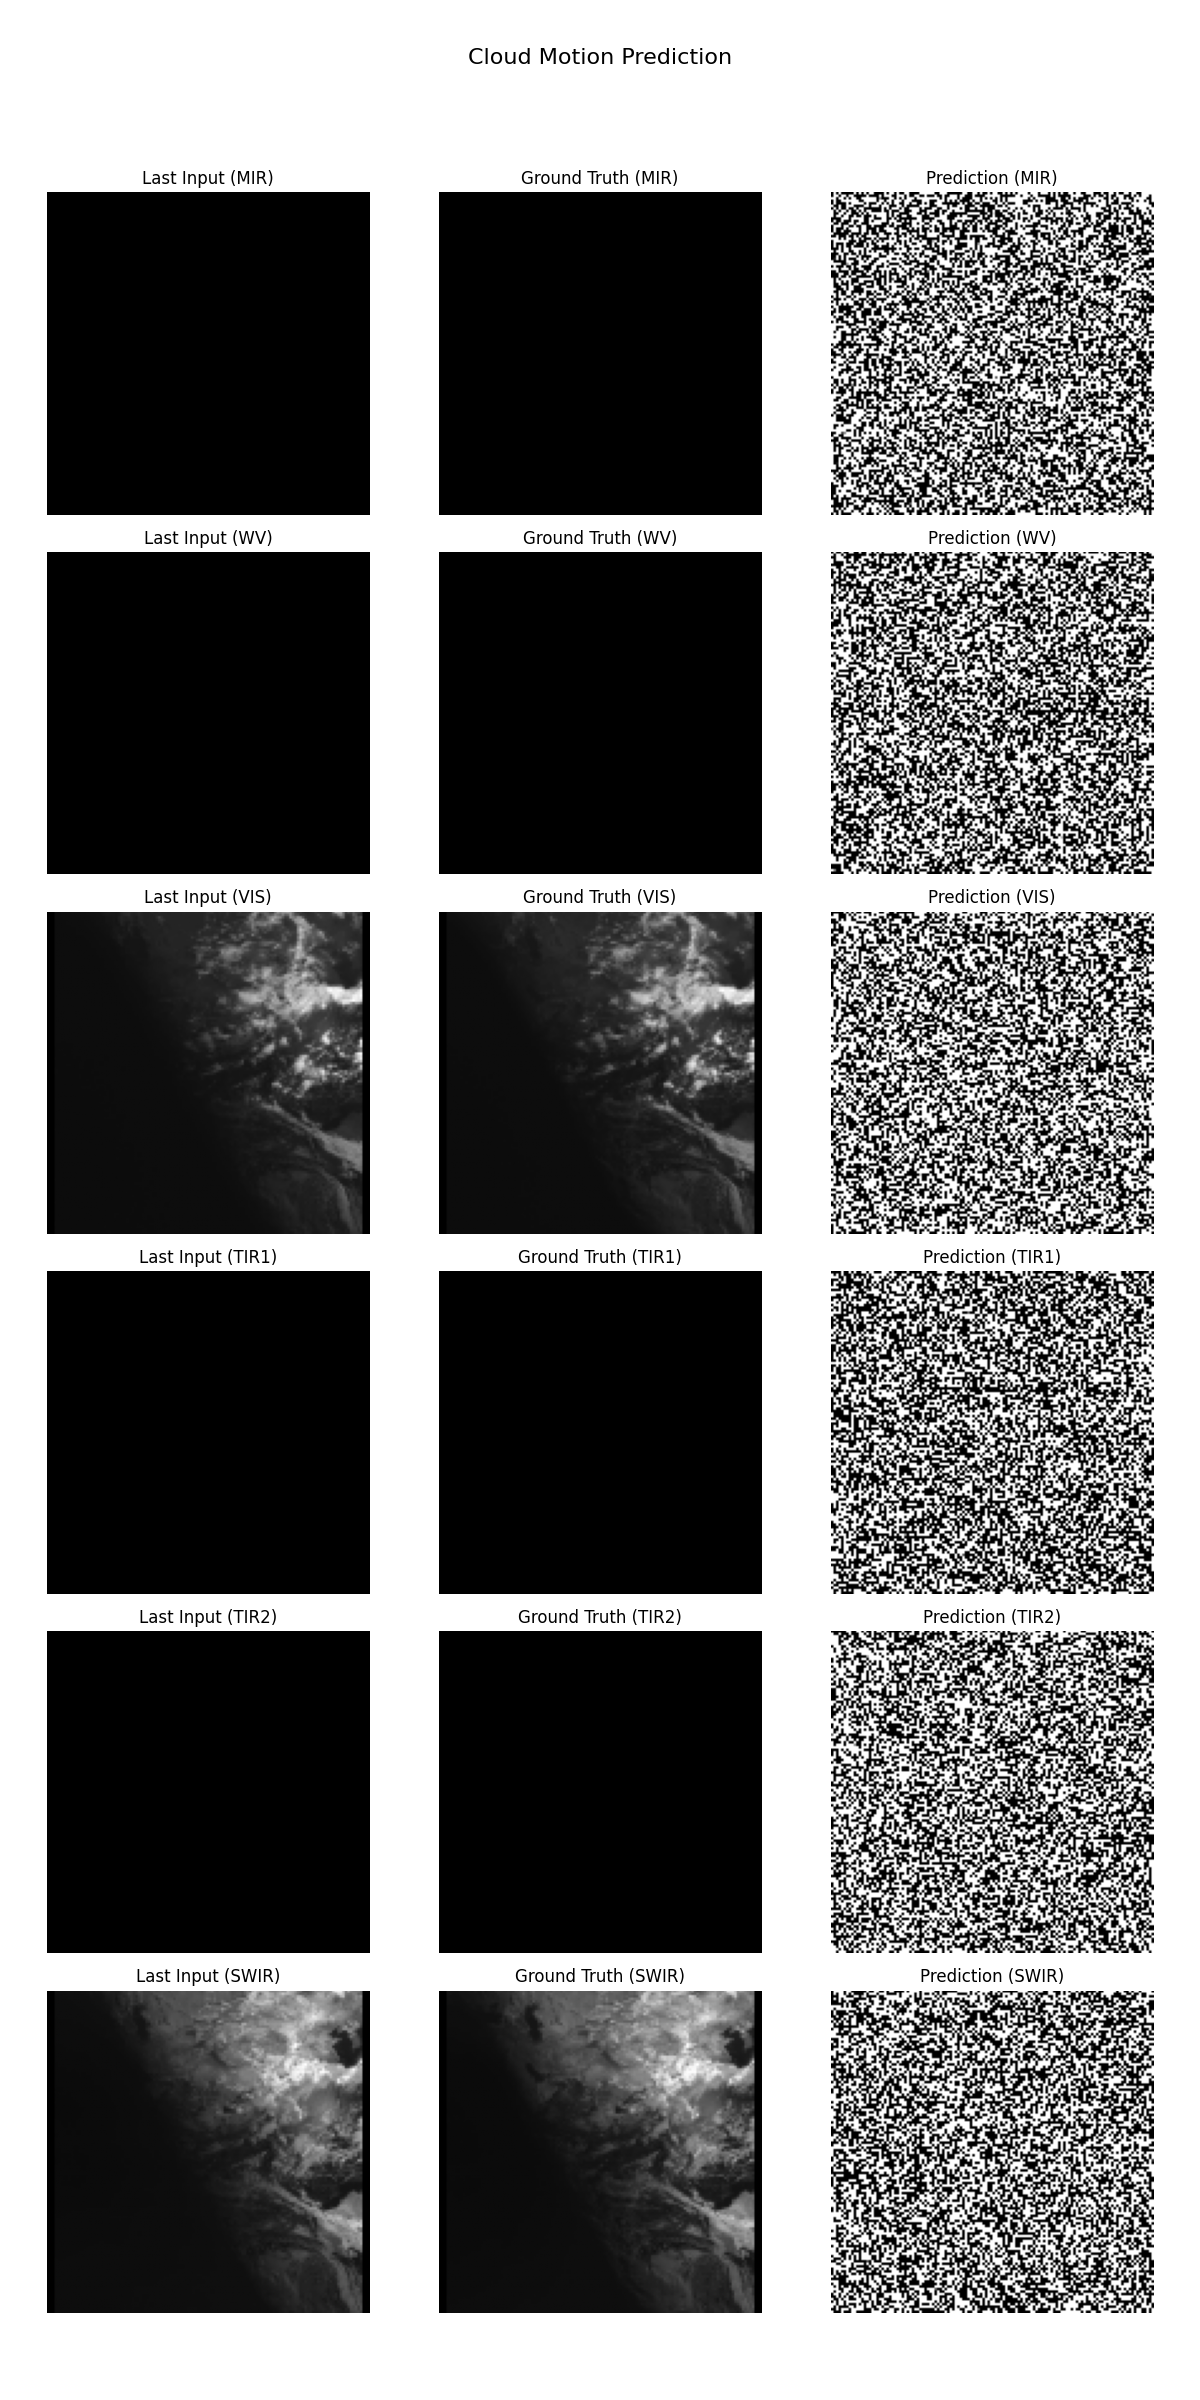 Cloud Motion Prediction
Last Input (MIR)
Ground Truth (MIR)
Prediction (MIR)
Last Input (WV)
Ground Truth (WV)
Prediction (WV)
Last Input (VIS)
Ground Truth (VIS)
Prediction (VIS)
Last Input (TIR1)
Ground Truth (TIR1)
Prediction (TIR1)
Last Input (TIR2)
Ground Truth (TIR2)
Prediction (TIR2)
Last Input (SWIR)
Ground Truth (SWIR)
Prediction (SWIR)